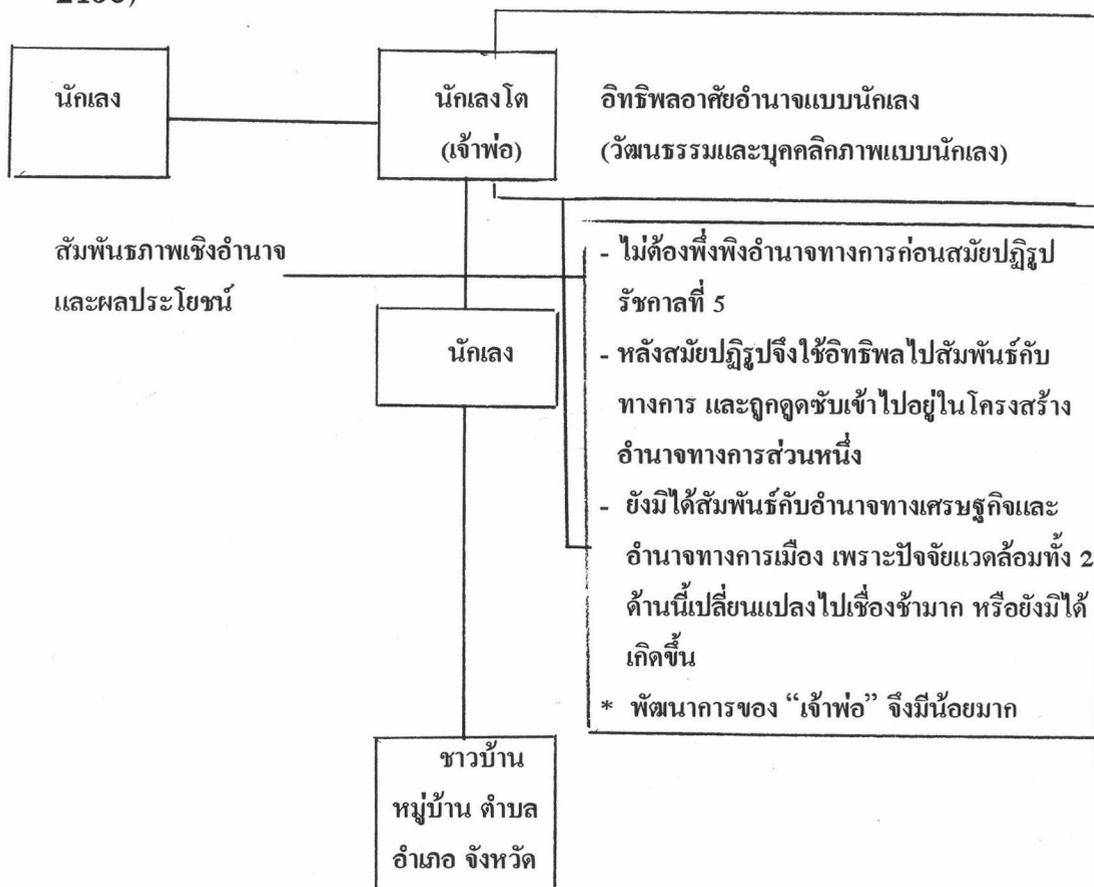 นักเลง
นักเลงโต
(เจ้าพ่อ)
อิทธิพลอาศัยอำนาจแบบนักเลง
(วัฒนธรรมและบุคคลิกภาพแบบนักเลง)
สัมพันธภาพเชิงอำนาจ
และผลประโยชน์
- ไม่ต้องพึ่งพิงอำนาจทางการก่อนสมัยปฏิรูป
รัชกาลที่ 5
- หลังสมัยปฏิรูปจึงใช้อิทธิพลไปสัมพันธ์กับ
ทางการ และถูกดูดซับเข้าไปอยู่ในโครงสร้าง
อำนาจทางการส่วนหนึ่ง
- ยังมิได้สัมพันธ์กับอำนาจทางเศรษฐกิจและ
อำนาจทางการเมือง เพราะปัจจัยแวดล้อมทั้ง 2
ด้านนี้เปลี่ยนแปลงไปเชื่องช้ามาก หรือยังมิได้
เกิดขึ้น
* พัฒนาการของ “เจ้าพ่อ” จึงมีน้อยมาก
นักเลง
ชาวบ้าน
หมู่บ้าน ตำบล
อำเภอ จังหวัด